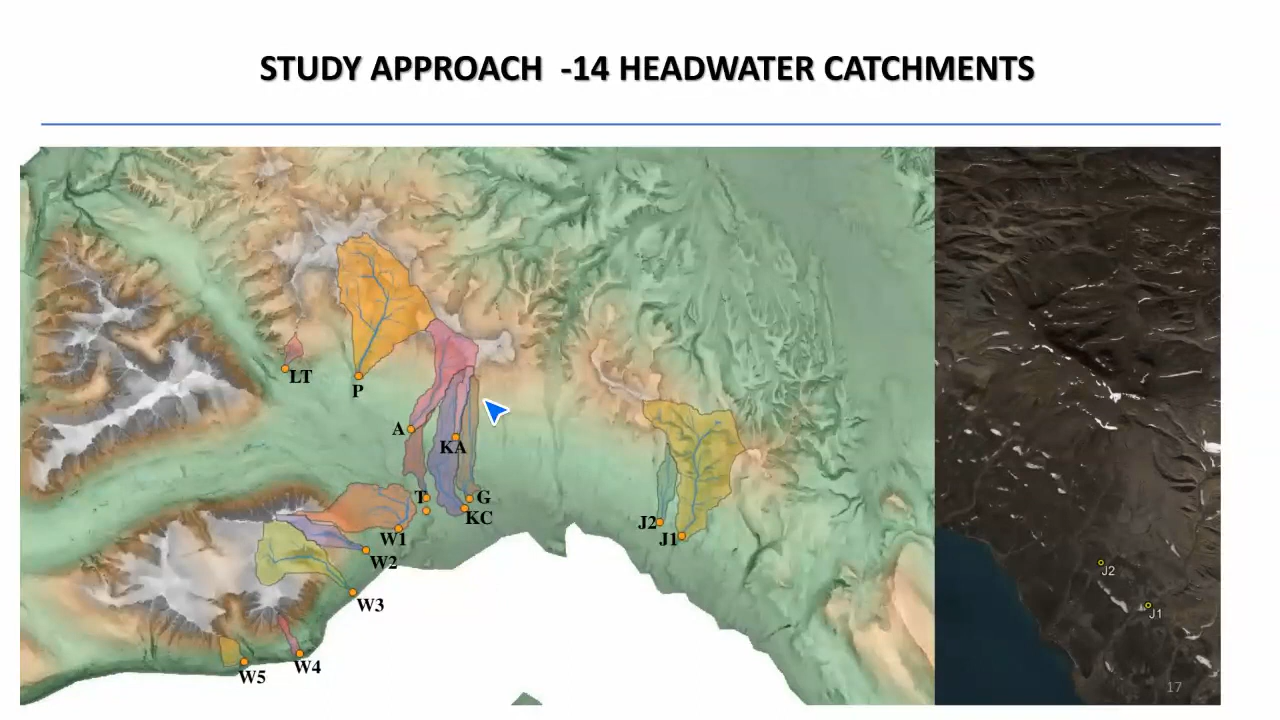 STUDY APPROACH -14 HEADWATER CATCHMENTS
LT
P
A
KA
T
G
KC
W1
W2
W3
W4
W5
J2
J1
J2
J1
17